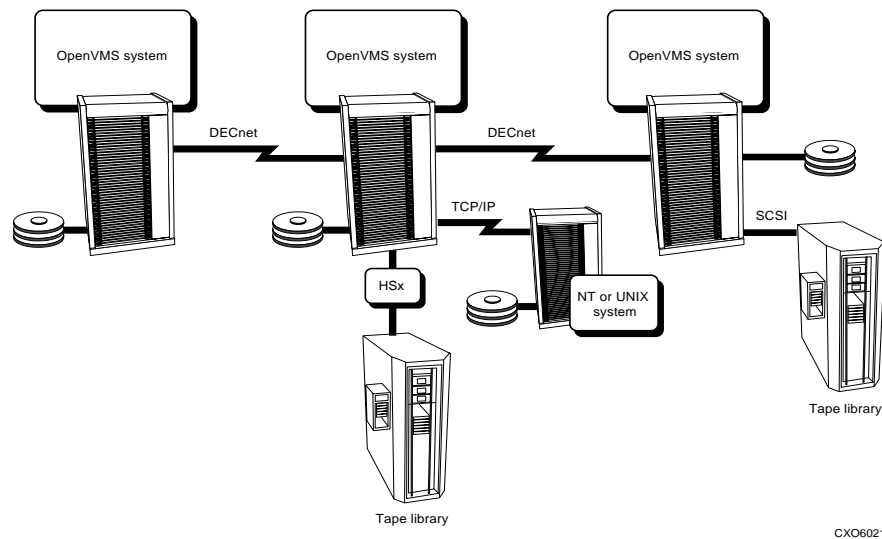 OpenVMS system
OpenVMS system
OpenVMS system
DECnet
DECnet
TCP/IP
SCSI
HSx
NT or UNIX
system
Tape library
Tape library
CXO6021